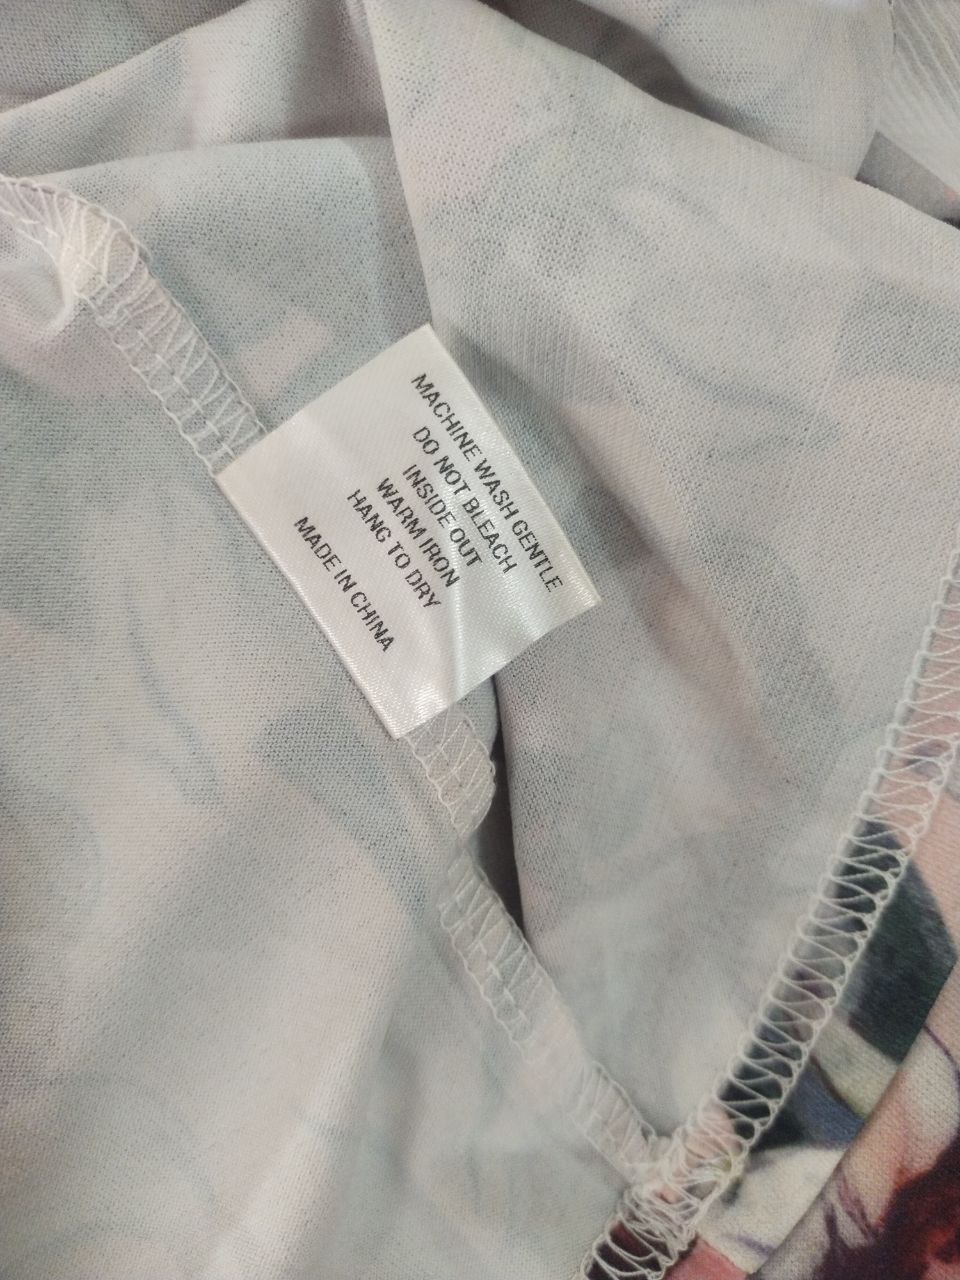 MACHINE WASH GENTLE
DO NOT BLEACH
INSIDE OUT
WARM IRON
HANG TO DRY
MADE IN CHINA